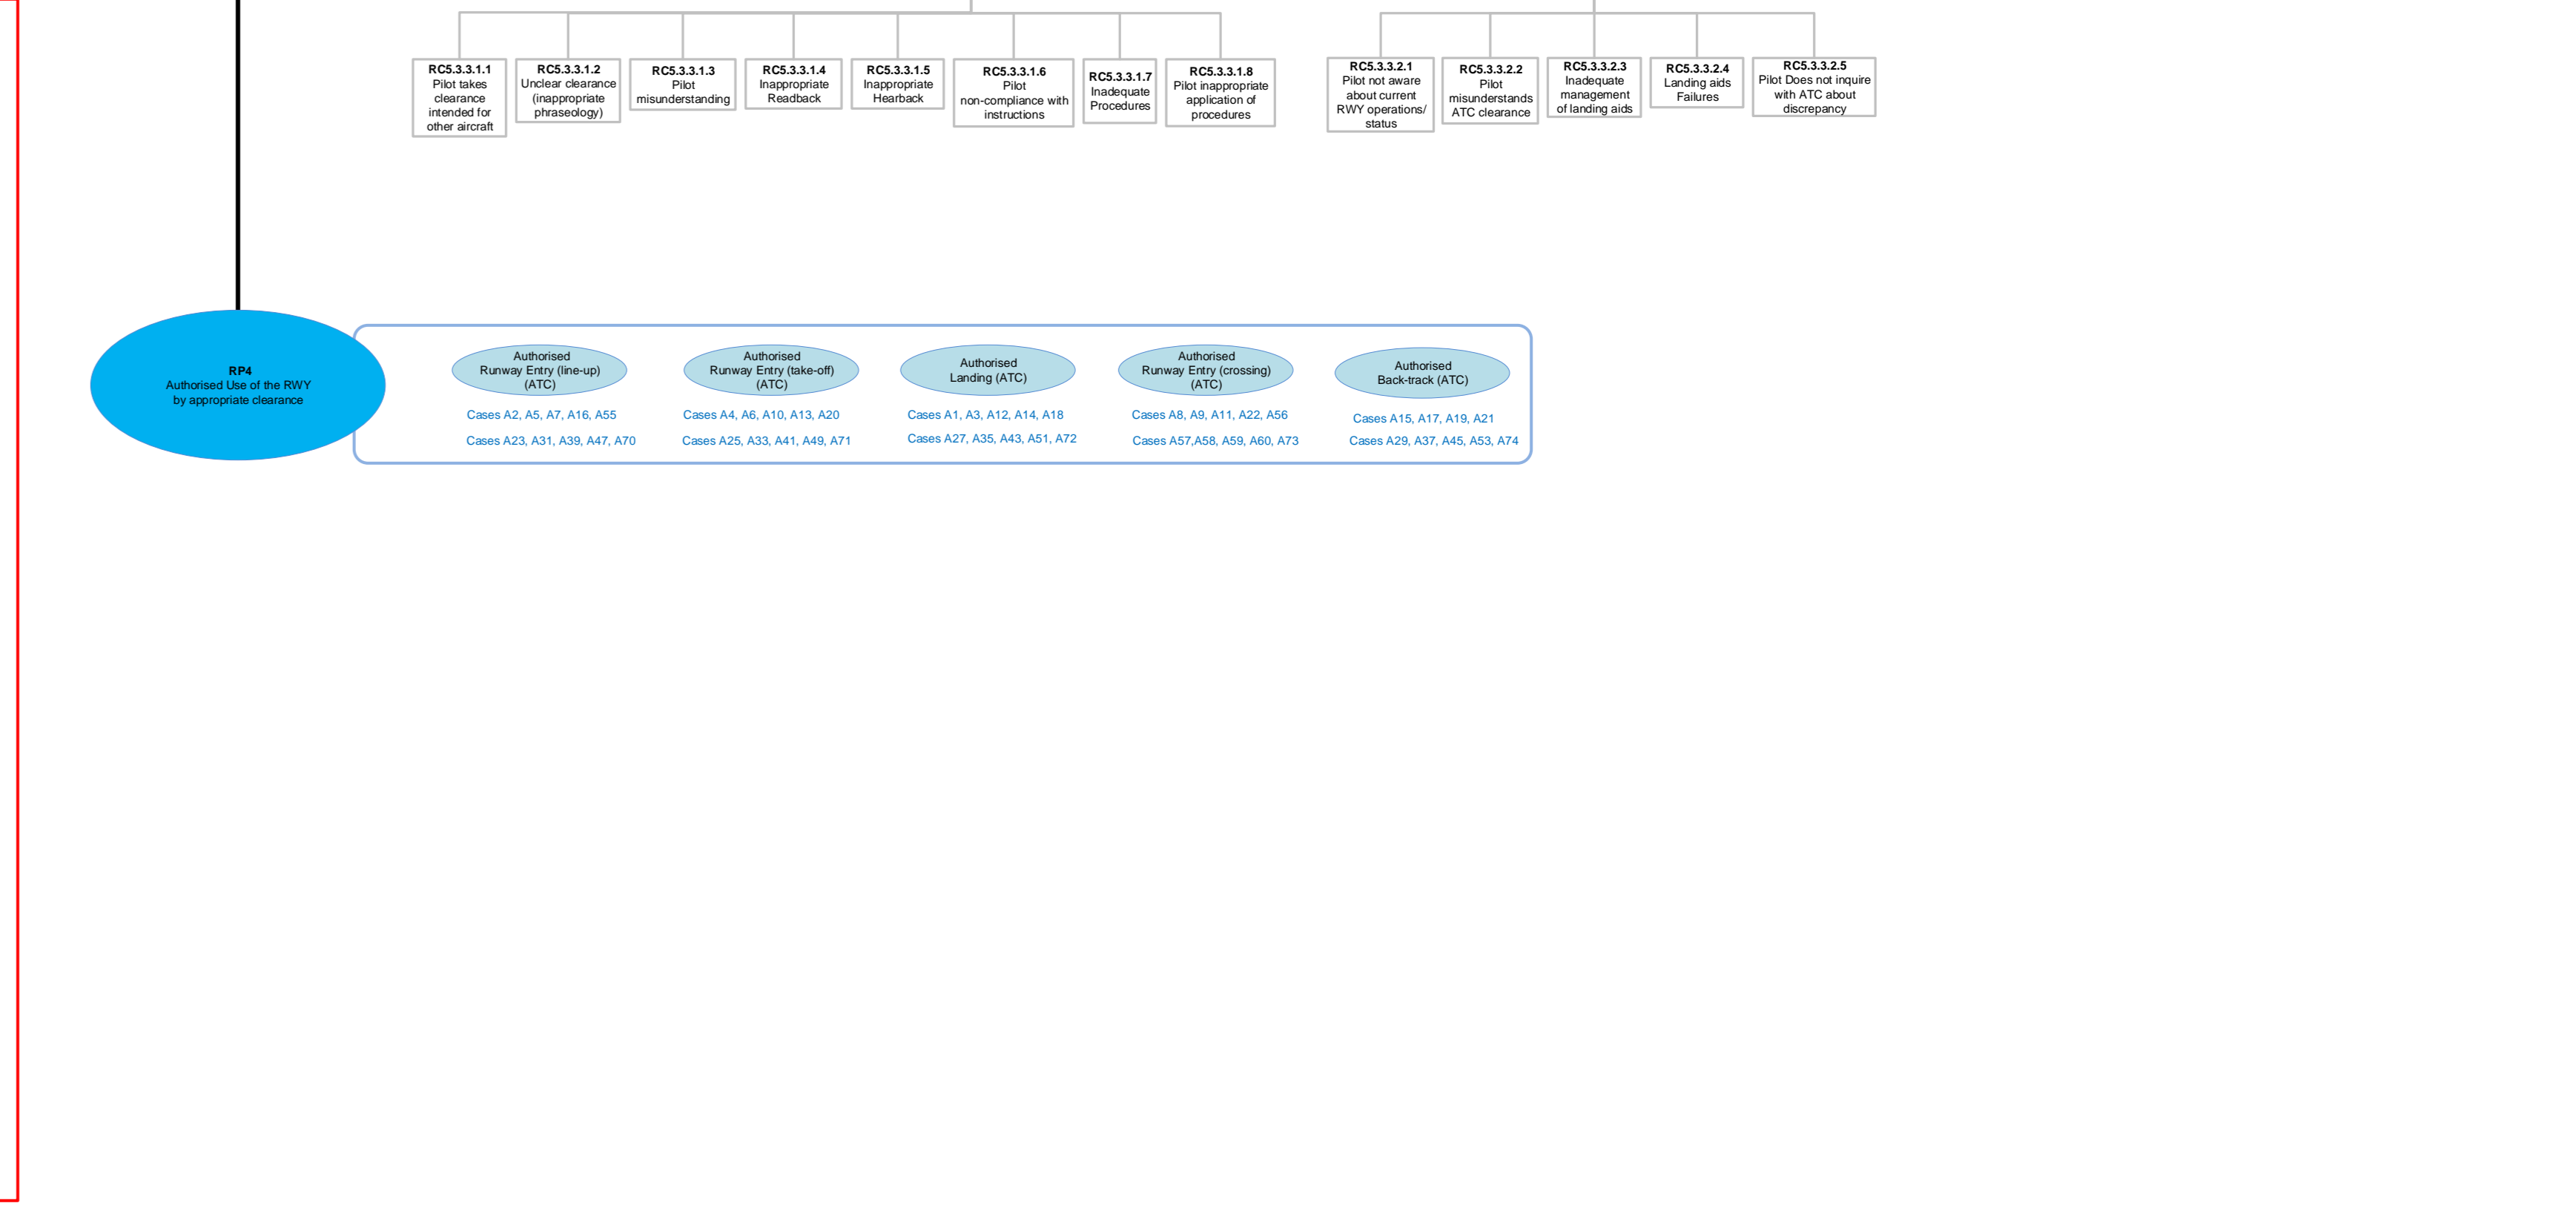 RC5.3.3.1.1
Pilot takes
clearance
intended for
other aircraft
RC5.3.3.1.2
Unclear clearance
(inappropriate
phraseology)
RC5.3.3.1.3
Pilot
misunderstanding
RC5.3.3.1.4
Inappropriate
Readback
RC5.3.3.1.5
Inappropriate
Hearback
RC5.3.3.1.6
Pilot
non-compliance with
instructions
RC5.3.3.1.7
Inadequate
Procedures
RC5.3.3.1.8
Pilot inappropriate
application of
procedures
RC5.3.3.2.1
Pilot not aware
about current
RWY operations/
status
RC5.3.3.2.2
Pilot
misunderstands
ATC clearance
RC5.3.3.2.3
Inadequate
management
of landing aids
RC5.3.3.2.4
Landing aids
Failures
RC5.3.3.2.5
Pilot Does not inquire
with ATC about
discrepancy
RP4
Authorised Use of the RWY
by appropriate clearance
Authorised
Runway Entry (line-up)
(ATC)
Cases A2, A5, A7, A16, A55
Cases A23, A31, A39, A47, A70
Authorised
Runway Entry (take-off)
(ATC)
Cases A4, A6, A10, A13, A20
Cases A25, A33, A41, A49, A71
Authorised
Landing (ATC)
Cases A1, A3, A12, A14, A18
Cases A27, A35, A43, A51, A72
Authorised
Runway Entry (crossing)
(ATC)
Cases A8, A9, A11, A22, A56
Cases A57,A58, A59, A60, A73
Authorised
Back-track (ATC)
Cases A15, A17, A19, A21
Cases A29, A37, A45, A53, A74